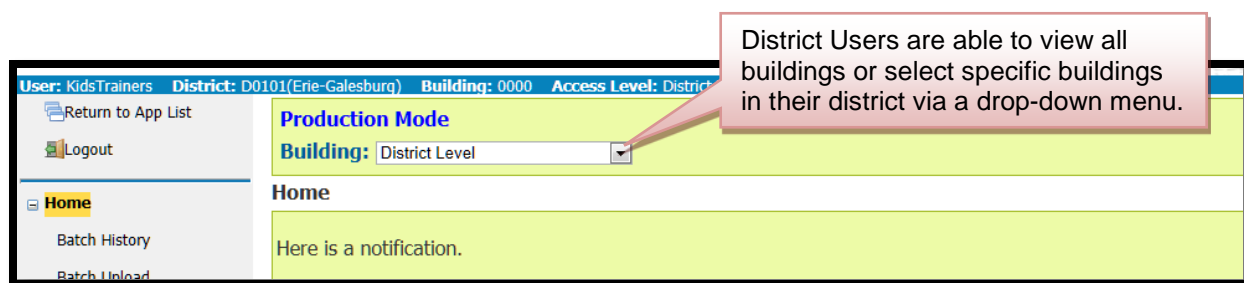 District Users are able to view all
buildings or select specific buildings
in their district via a drop-down menu.
User: KidsTrainers District: D0101(Erie-Galesburg) Building: 0000 Access Level: District
Return to App List
Logout
Production Mode
Building: District Level
Home
Batch History
Batch Upload
Home
Here is a notification.